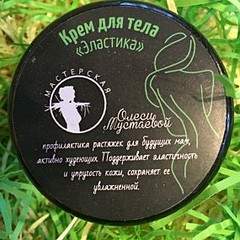 Крем для тела
«Эластика»
МАСТЕРСКАЯ
Олеси
Мустаевой
профилактика растяжек для будущих мам,
активно худеющих. Поддерживает эластичность
и упругость кожи, сохраняет ее
увлажненной.